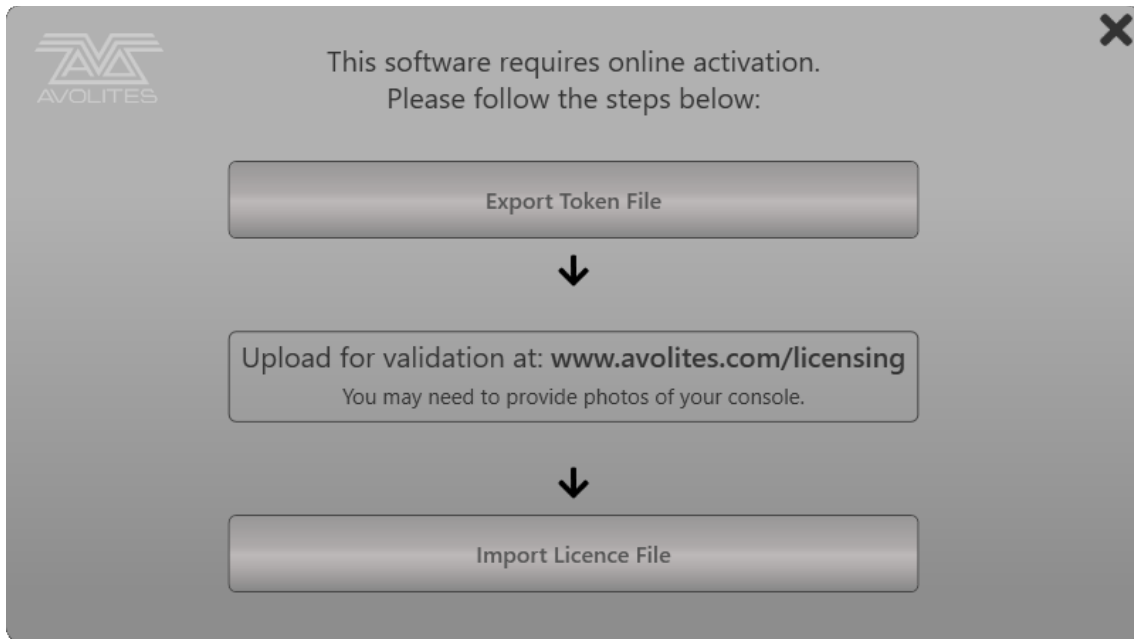 AVOLITES
This software requires online activation.
Please follow the steps below:
Export Token File
Upload for validation at: www.avolites.com/licensing
You may need to provide photos of your console.
Import Licence File